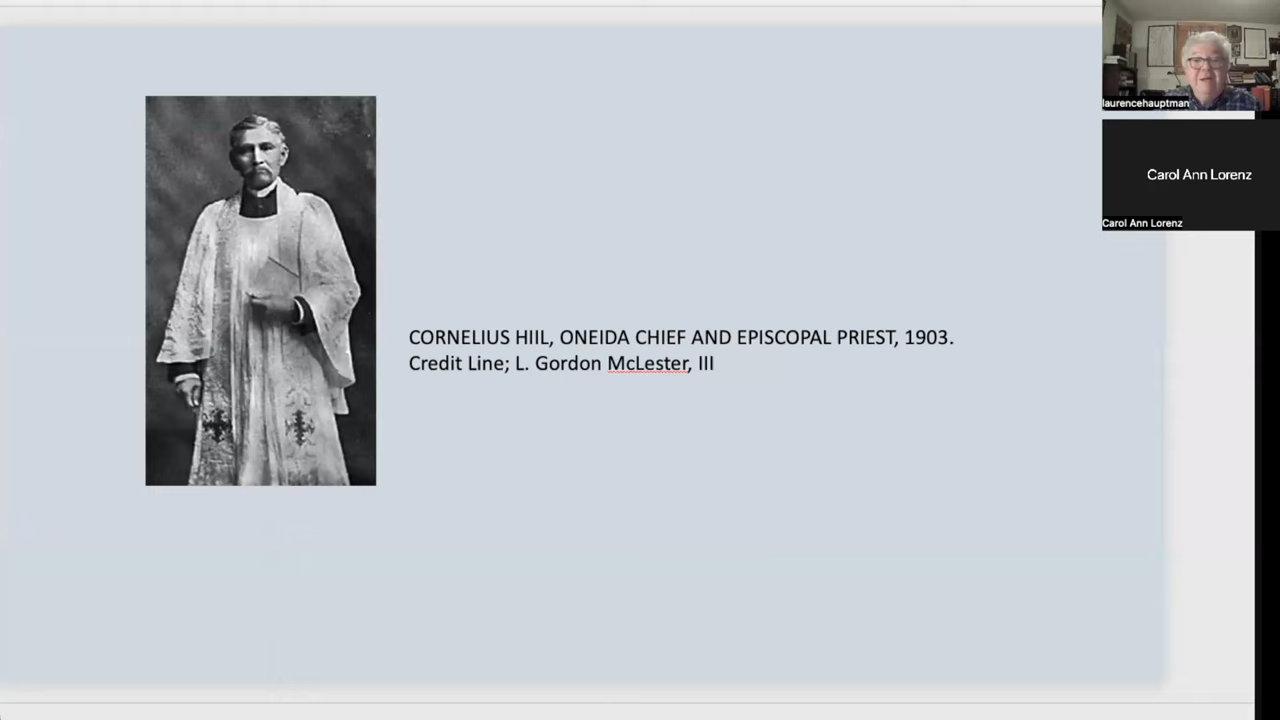 laurencehauptman
Carol Ann Lorenz
Carol Ann Lorenz
CORNELIUS HIIL, ONEIDA CHIEF AND EPISCOPAL PRIEST, 1903.
Credit Line; L. Gordon McLester, III